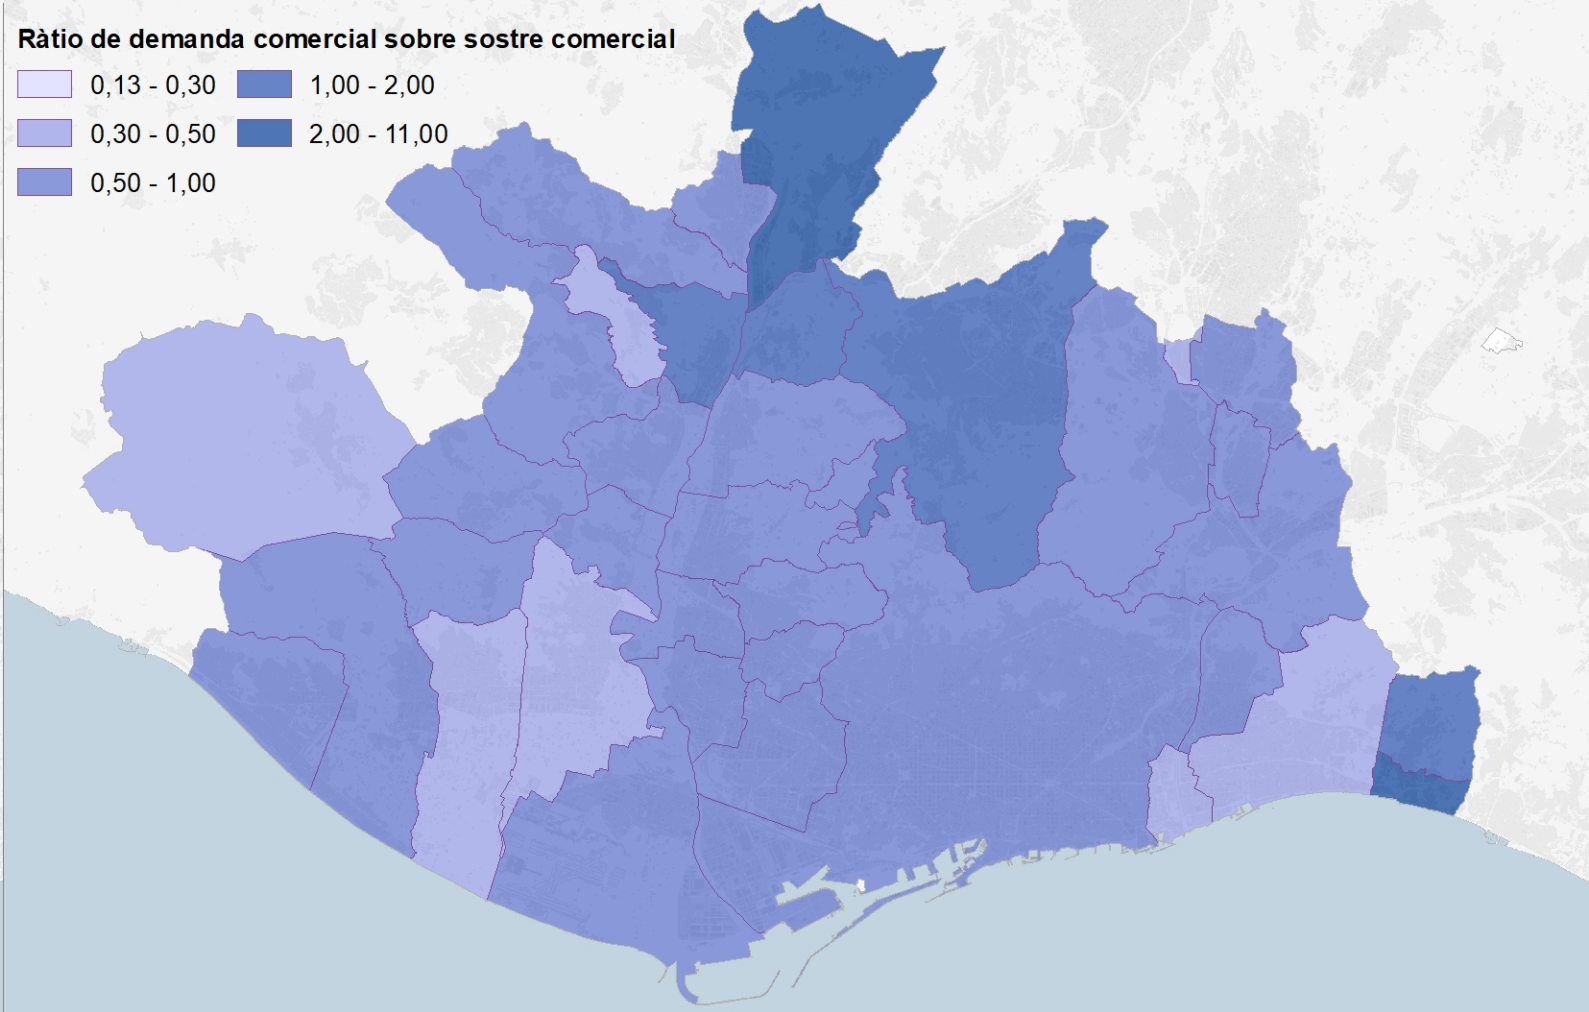 Ràtio de demanda comercial sobre sostre comercial
0,13 - 0,30
1,00 - 2,00
0,30 - 0,50
2,00 - 11,00
0,50 - 1,00